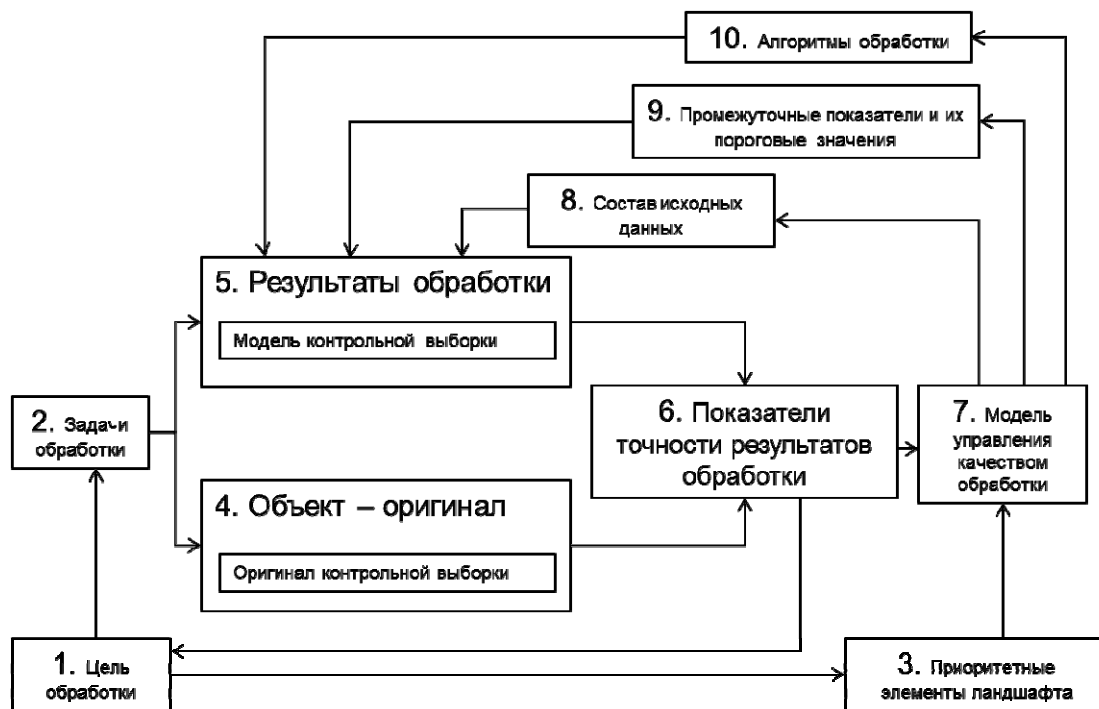 10. Алгоритмы обработки
9. Промежуточные показатели и их
пороговые значения
8. Состав исходных
данных
5. Результаты обработки
Модель контрольной выборки
2. Задачи
обработки
6. Показатели
точности результатов
обработки
7. Модель
управления
качеством
обработки
4. Объект – оригинал
Оригинал контрольной выборки
1. Цель
обработки
3. Приоритетные
элементы ландшафта